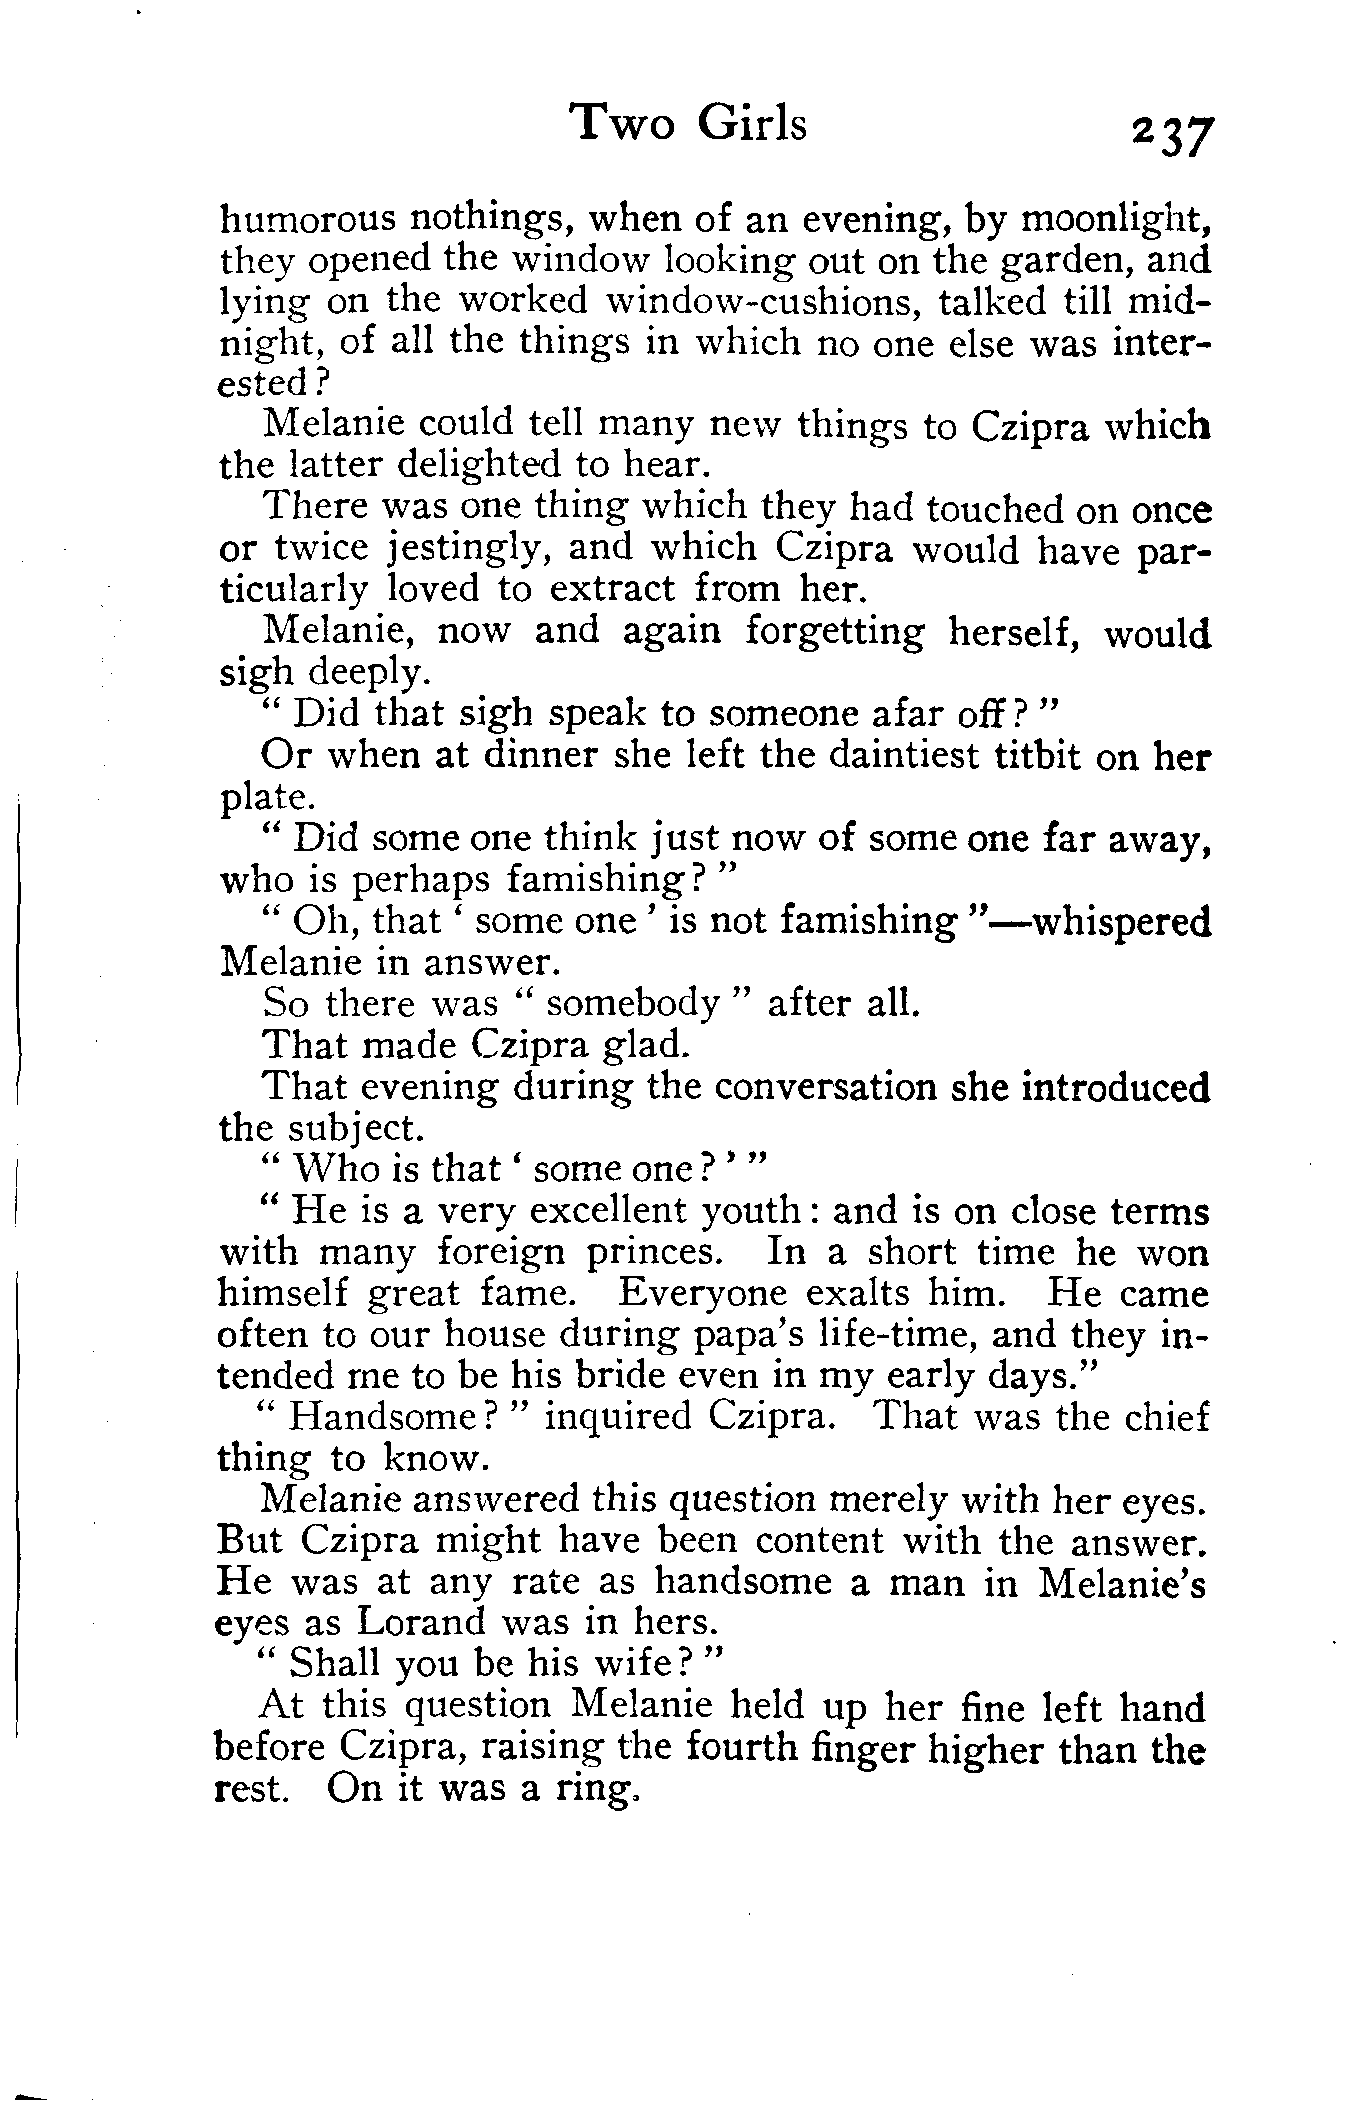 Two Girls 237
humorous nothings, when of an evening, by moonlight,
they opened the window looking out on the garden, and
lying on the worked window-cushions, talked till mid-
night, of all the things in which no one else was inter-
ested?
Melanie could tell many new things to Czipra which
the latter delighted to hear.
There was one thing which they had touched on once
or twice jestingly, and which Czipra would have par-
ticularly loved to extract from her.
Melanie, now and again forgetting herself, would
sigh deeply.
“ Did that sigh speak to someone afar off? ”
Or when at dinner she left the daintiest titbit on her
plate.
“ Did some one think just now of some one far away,
who is perhaps famishing? ”
“ Oh, that ‘ some one ’ is not famishing ”—whispered
Melanie in answer.
So there was “ somebody ” after all.
That made Czipra glad.
That evening during the conversation she introduced
the subject.
“ Who is that ‘ some one? ’ ”
“ He is a very excellent youth: and is on close terms
with many foreign princes. In a short time he won
himself great fame. Everyone exalts him. He came
often to our house during papa’s life-time, and they in-
tended me to be his bride even in my early days.”
“ Handsome? ” inquired Czipra. That was the chief
thing to know.
Melanie answered this question merely with her eyes.
But Czipra might have been content with the answer.
He was at any rate as handsome a man in Melanie’s
eyes as Lorand was in hers.
“ Shall you be his wife? ”
At this question Melanie held up her fine left hand
before Czipra, raising the fourth finger higher than the
rest. On it was a ring.